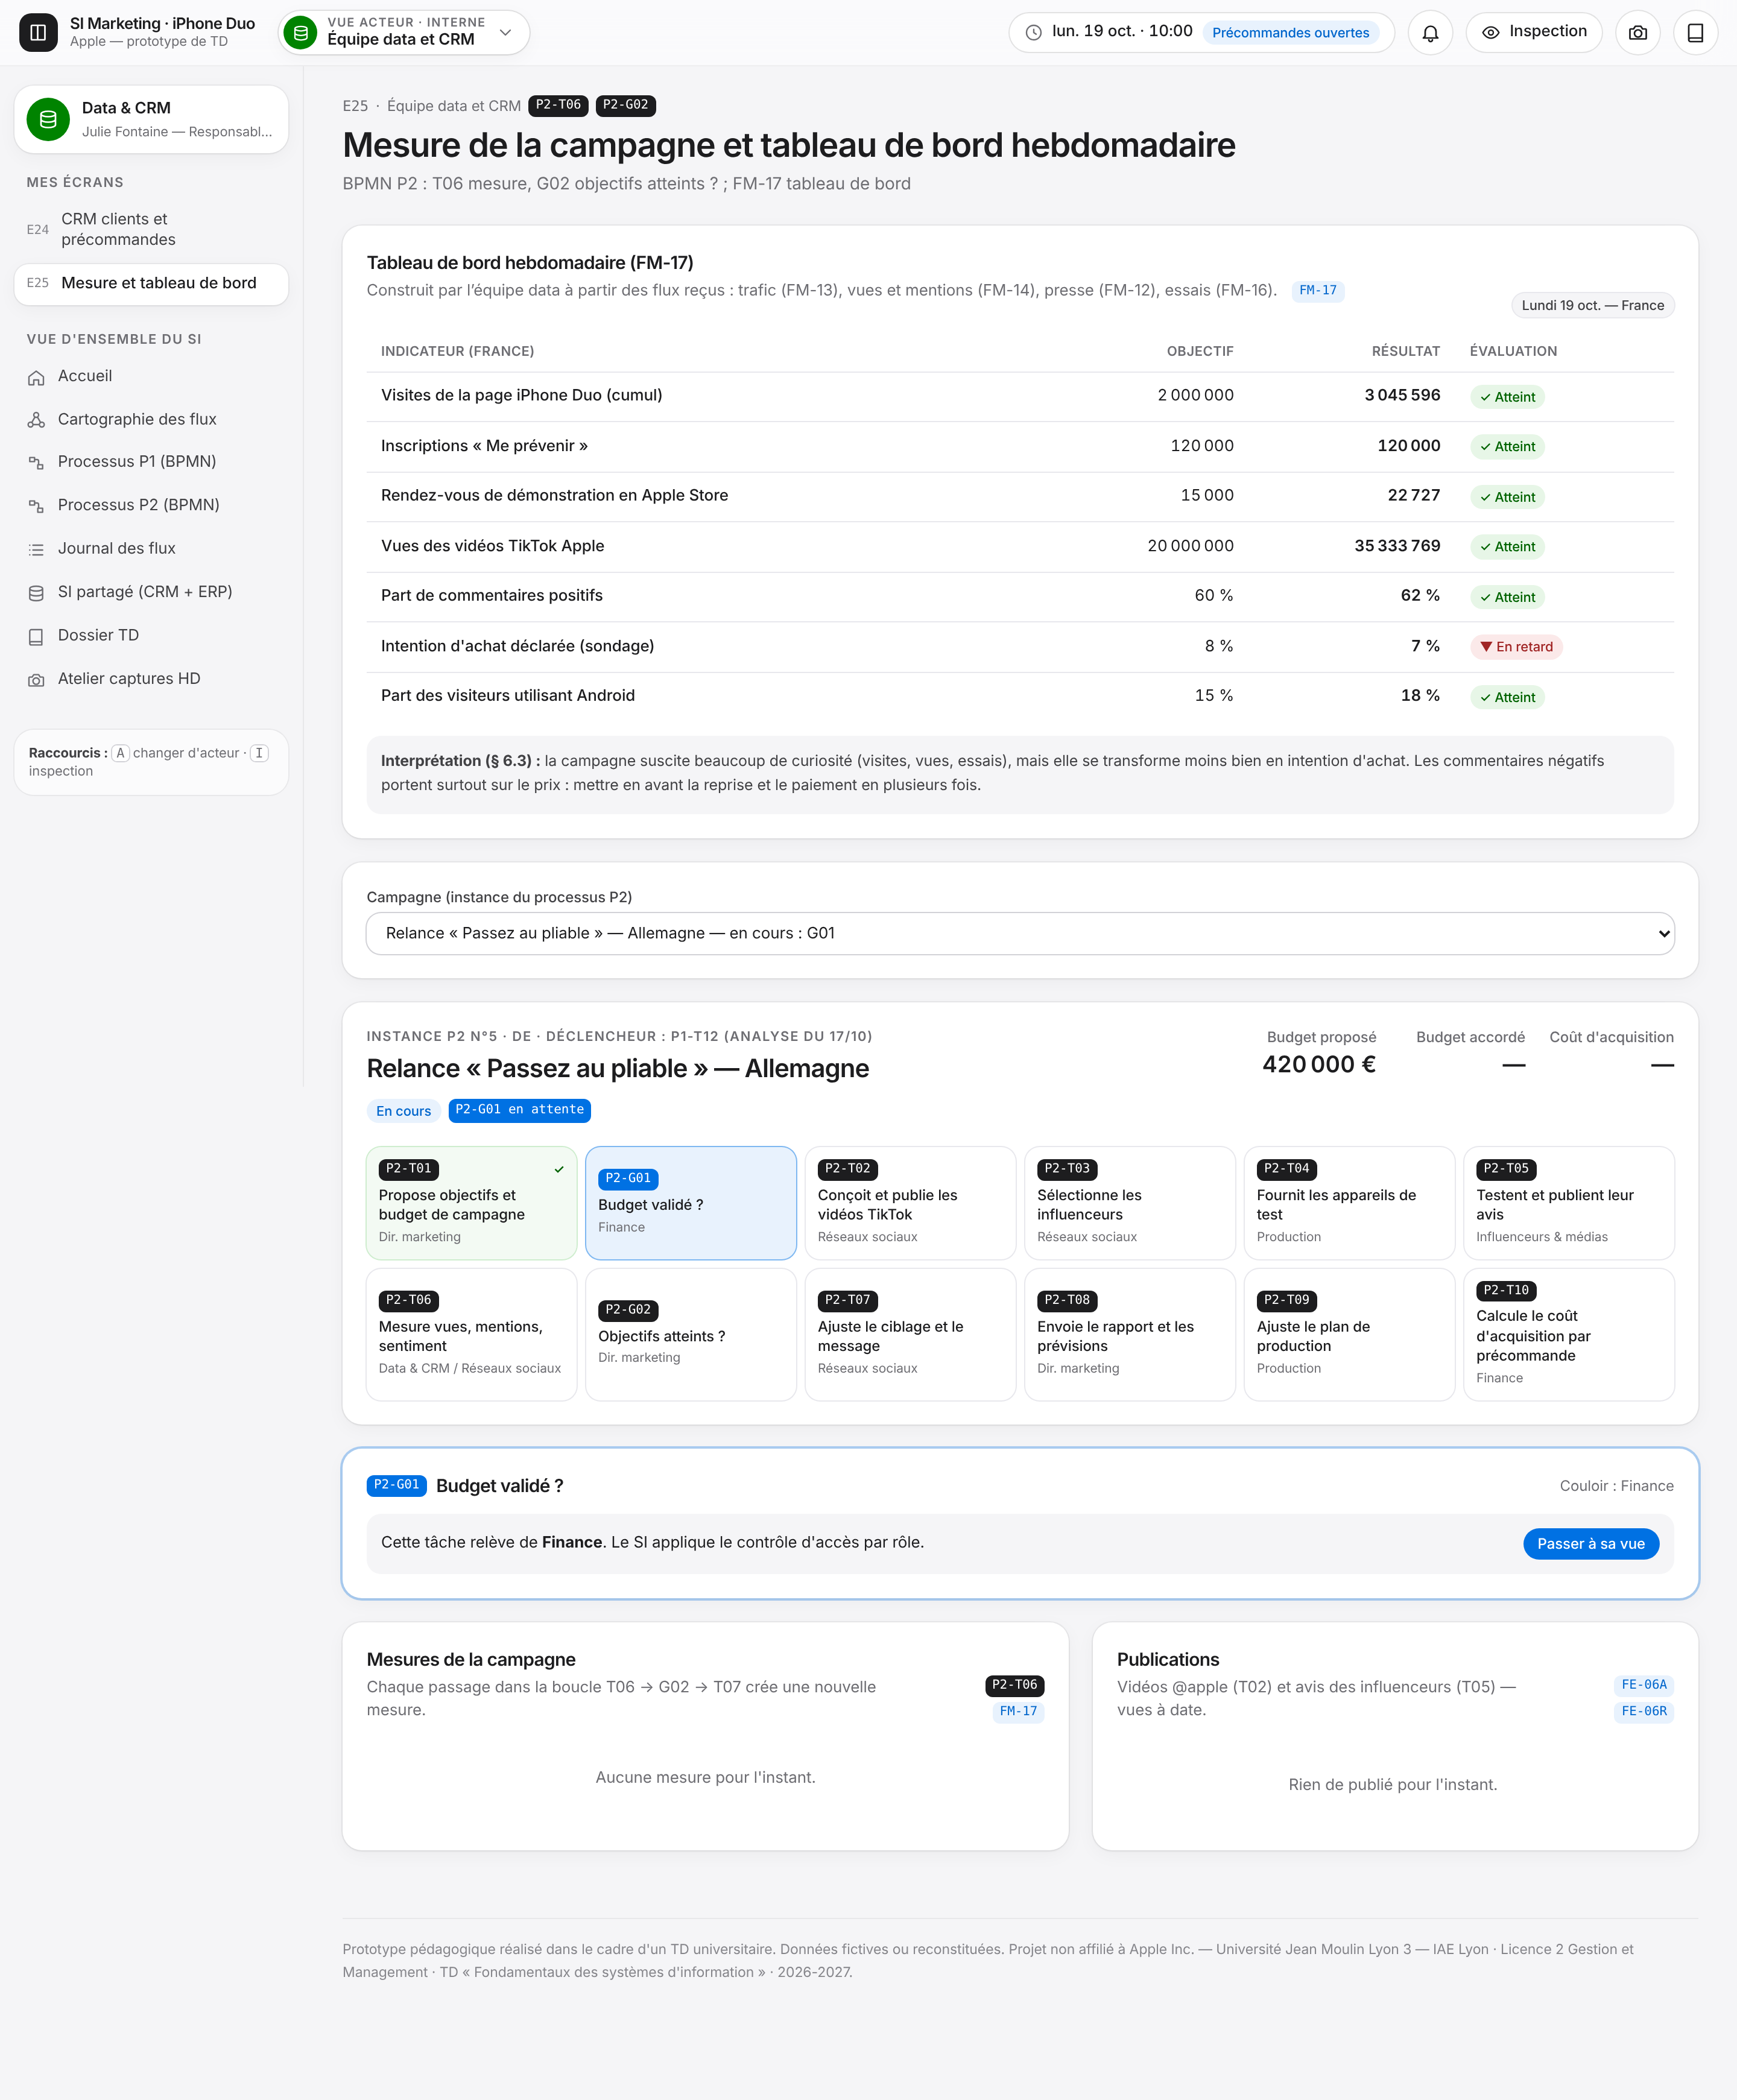 SI Marketing · iPhone Duo
Apple — prototype de TD
VUE ACTEUR · INTERNE
Équipe data et CRM
lun. 19 oct. · 10:00
Précommandes ouvertes
Inspection
Data & CRM
Julie Fontaine — Responsabl...
MES ÉCRANS
E24 CRM clients et
précommandes
E25 Mesure et tableau de bord
VUE D'ENSEMBLE DU SI
Accueil
Cartographie des flux
Processus P1 (BPMN)
Processus P2 (BPMN)
Journal des flux
SI partagé (CRM + ERP)
Dossier TD
Atelier captures HD
Raccourcis : A changer d'acteur · I
inspection
E25 · Équipe data et CRM P2-T06 P2-G02
Mesure de la campagne et tableau de bord hebdomadaire
BPMN P2 : T06 mesure, G02 objectifs atteints ? ; FM-17 tableau de bord
Tableau de bord hebdomadaire (FM-17)
Construit par l'équipe data à partir des flux reçus : trafic (FM-13), vues et mentions (FM-14), presse (FM-12), essais (FM-16). FM-17
Lundi 19 oct. — France
INDICATEUR (FRANCE) OBJECTIF RÉSULTAT ÉVALUATION
Visites de la page iPhone Duo (cumul) 2 000 000 3 045 596 ✓ Atteint
Inscriptions « Me prévenir » 120 000 120 000 ✓ Atteint
Rendez-vous de démonstration en Apple Store 15 000 22 727 ✓ Atteint
Vues des vidéos TikTok Apple 20 000 000 35 333 769 ✓ Atteint
Part de commentaires positifs 60 % 62 % ✓ Atteint
Intention d'achat déclarée (sondage) 8 % 7 % ▼ En retard
Part des visiteurs utilisant Android 15 % 18 % ✓ Atteint
Interprétation (§ 6.3) : la campagne suscite beaucoup de curiosité (visites, vues, essais), mais elle se transforme moins bien en intention d'achat. Les commentaires négatifs
portent surtout sur le prix : mettre en avant la reprise et le paiement en plusieurs fois.
Campagne (instance du processus P2)
Relance « Passez au pliable » — Allemagne — en cours : G01
INSTANCE P2 N°5 · DE · DÉCLENCHEUR : P1-T12 (ANALYSE DU 17/10)
Relance « Passez au pliable » — Allemagne
En cours P2-G01 en attente
Budget proposé
420 000 €
Budget accordé
—
Coût d'acquisition
—
P2-T01 ✓
Propose objectifs et
budget de campagne
Dir. marketing
P2-G01
Budget validé ?
Finance
P2-T02
Conçoit et publie les
vidéos TikTok
Réseaux sociaux
P2-T03
Sélectionne les
influenceurs
Réseaux sociaux
P2-T04
Fournit les appareils de
test
Production
P2-T05
Testent et publient leur
avis
Influenceurs & médias
P2-T06
Mesure vues, mentions,
sentiment
Data & CRM / Réseaux sociaux
P2-G02
Objectifs atteints ?
Dir. marketing
P2-T07
Ajuste le ciblage et le
message
Réseaux sociaux
P2-T08
Envoie le rapport et les
prévisions
Dir. marketing
P2-T09
Ajuste le plan de
production
Production
P2-T10
Calcule le coût
d'acquisition par
précommande
Finance
P2-G01 Budget validé ?
Couloir : Finance
Cette tâche relève de Finance. Le SI applique le contrôle d'accès par rôle.
Passer à sa vue
Mesures de la campagne
Chaque passage dans la boucle T06 → G02 → T07 crée une nouvelle
mesure.
P2-T06
FM-17
Aucune mesure pour l'instant.
Publications
Vidéos @apple (T02) et avis des influenceurs (T05) —
vues à date.
FE-06A
FE-06R
Rien de publié pour l'instant.
Prototype pédagogique réalisé dans le cadre d'un TD universitaire. Données fictives ou reconstituées. Projet non affilié à Apple Inc. — Université Jean Moulin Lyon 3 — IAE Lyon · Licence 2 Gestion et
Management · TD « Fondamentaux des systèmes d'information » · 2026-2027.